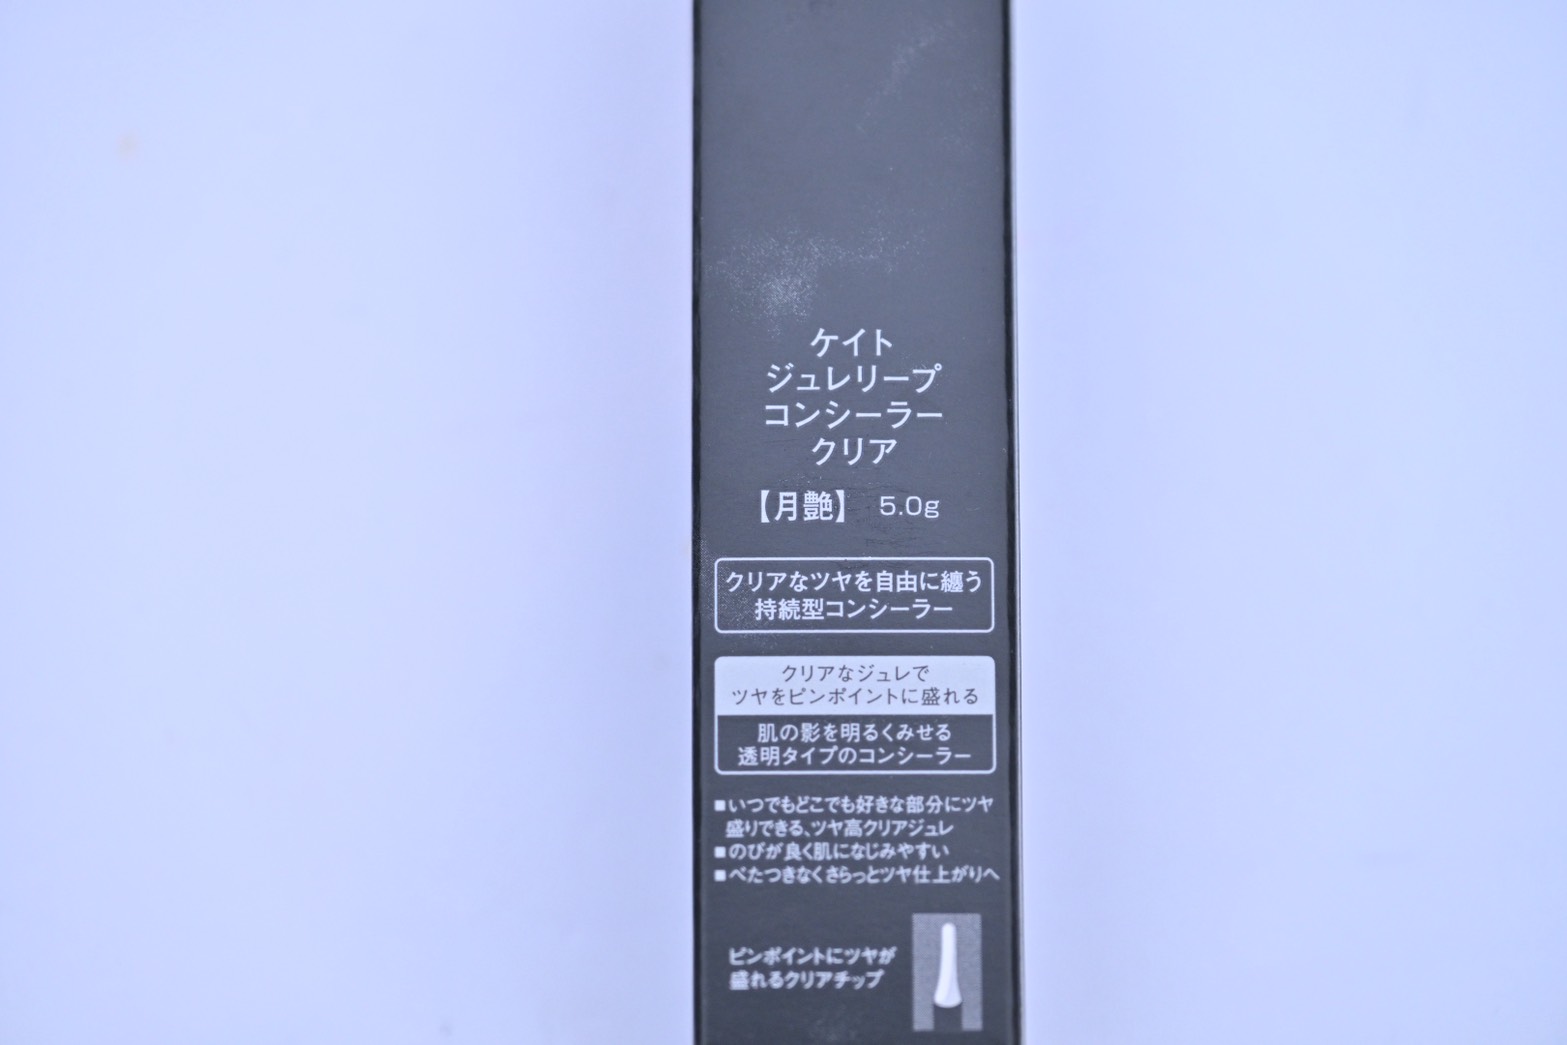 ケイト
ジュレリープ
コンシーラー
クリア
【月艶】 5.0g
クリアなツヤを自由に纏う
持続型コンシーラー
クリアなジュレで
ツヤをピンポイントに盛れる
肌の影を明るくみせる
透明タイプのコンシーラー
■いつでもどこでも好きな部分にツヤ
盛りできる、ツヤ高クリアジュレ
■のびが良く肌になじみやすい
■べたつきなくさらっとツヤ仕上がりへ
ピンポイントにツヤが
盛れるクリアチップ